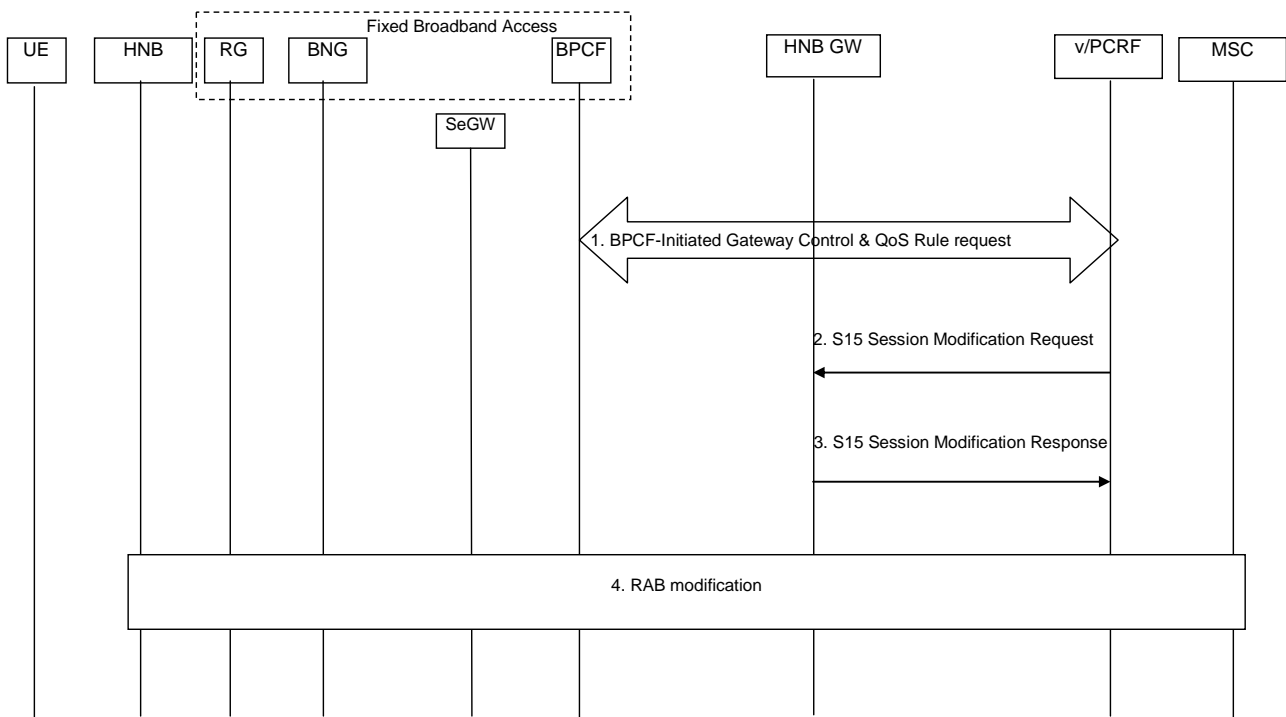 Fixed Broadband Access
UE
HNB
RG
BNG
BPCF
HNB GW
v/PCRF
MSC
SeGW
1. BPCF-Initiated Gateway Control & QoS Rule request
2. S15 Session Modification Request
3. S15 Session Modification Response
4. RAB modification